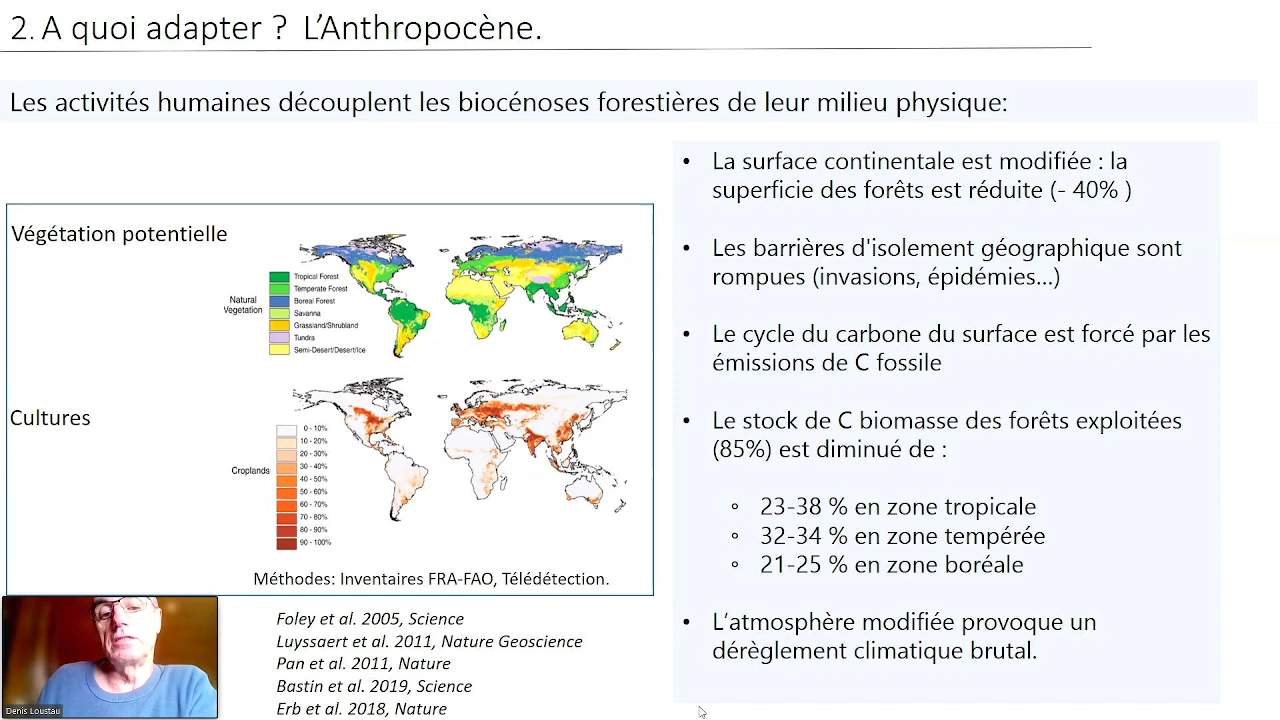 2. A quoi adapter ? L'Anthropocène.
Les activités humaines découplent les biocénoses forestières de leur milieu physique:
Végétation potentielle
Natural
Vegetation
Tropical Forest
Temperate Forest
Boreal Forest
Savanna
Grassland/Shrubland
Tundra
Semi-Desert/Desert/Ice
Cultures
Croplands
0 - 10%
10 - 20%
20 - 30%
30 - 40%
40 - 50%
50 - 60%
60 - 70%
70 - 80%
80 - 90%
90 - 100%
Méthodes: Inventaires FRA-FAO, Télédétection.
Foley et al. 2005, Science
Luyssaert et al. 2011, Nature Geoscience
Pan et al. 2011, Nature
Bastin et al. 2019, Science
Erb et al. 2018, Nature
Denis Loustau
• La surface continentale est modifiée : la
superficie des forêts est réduite (- 40% )
• Les barrières d'isolement géographique sont
rompues (invasions, épidémies...)
• Le cycle du carbone du surface est forcé par les
émissions de C fossile
• Le stock de C biomasse des forêts exploitées
(85%) est diminué de :
° 23-38 % en zone tropicale
° 32-34 % en zone tempérée
° 21-25 % en zone boréale
• L'atmosphère modifiée provoque un
dérèglement climatique brutal.